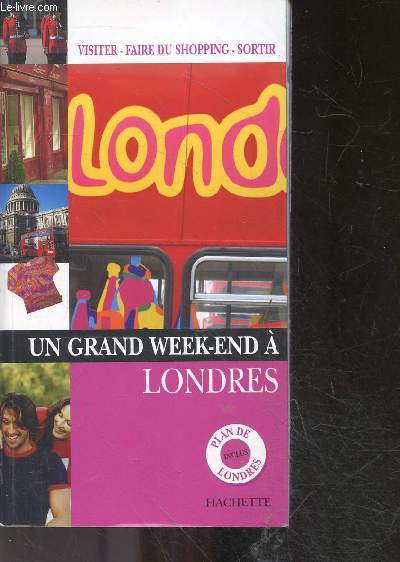 Le-Livre.com
VISITER - FAIRE DU SHOPPING - SORTIR
Lond
UN GRAND WEEK-END À
LONDRES
PLAN DE
INCLUS
LONDRES
HACHETTE